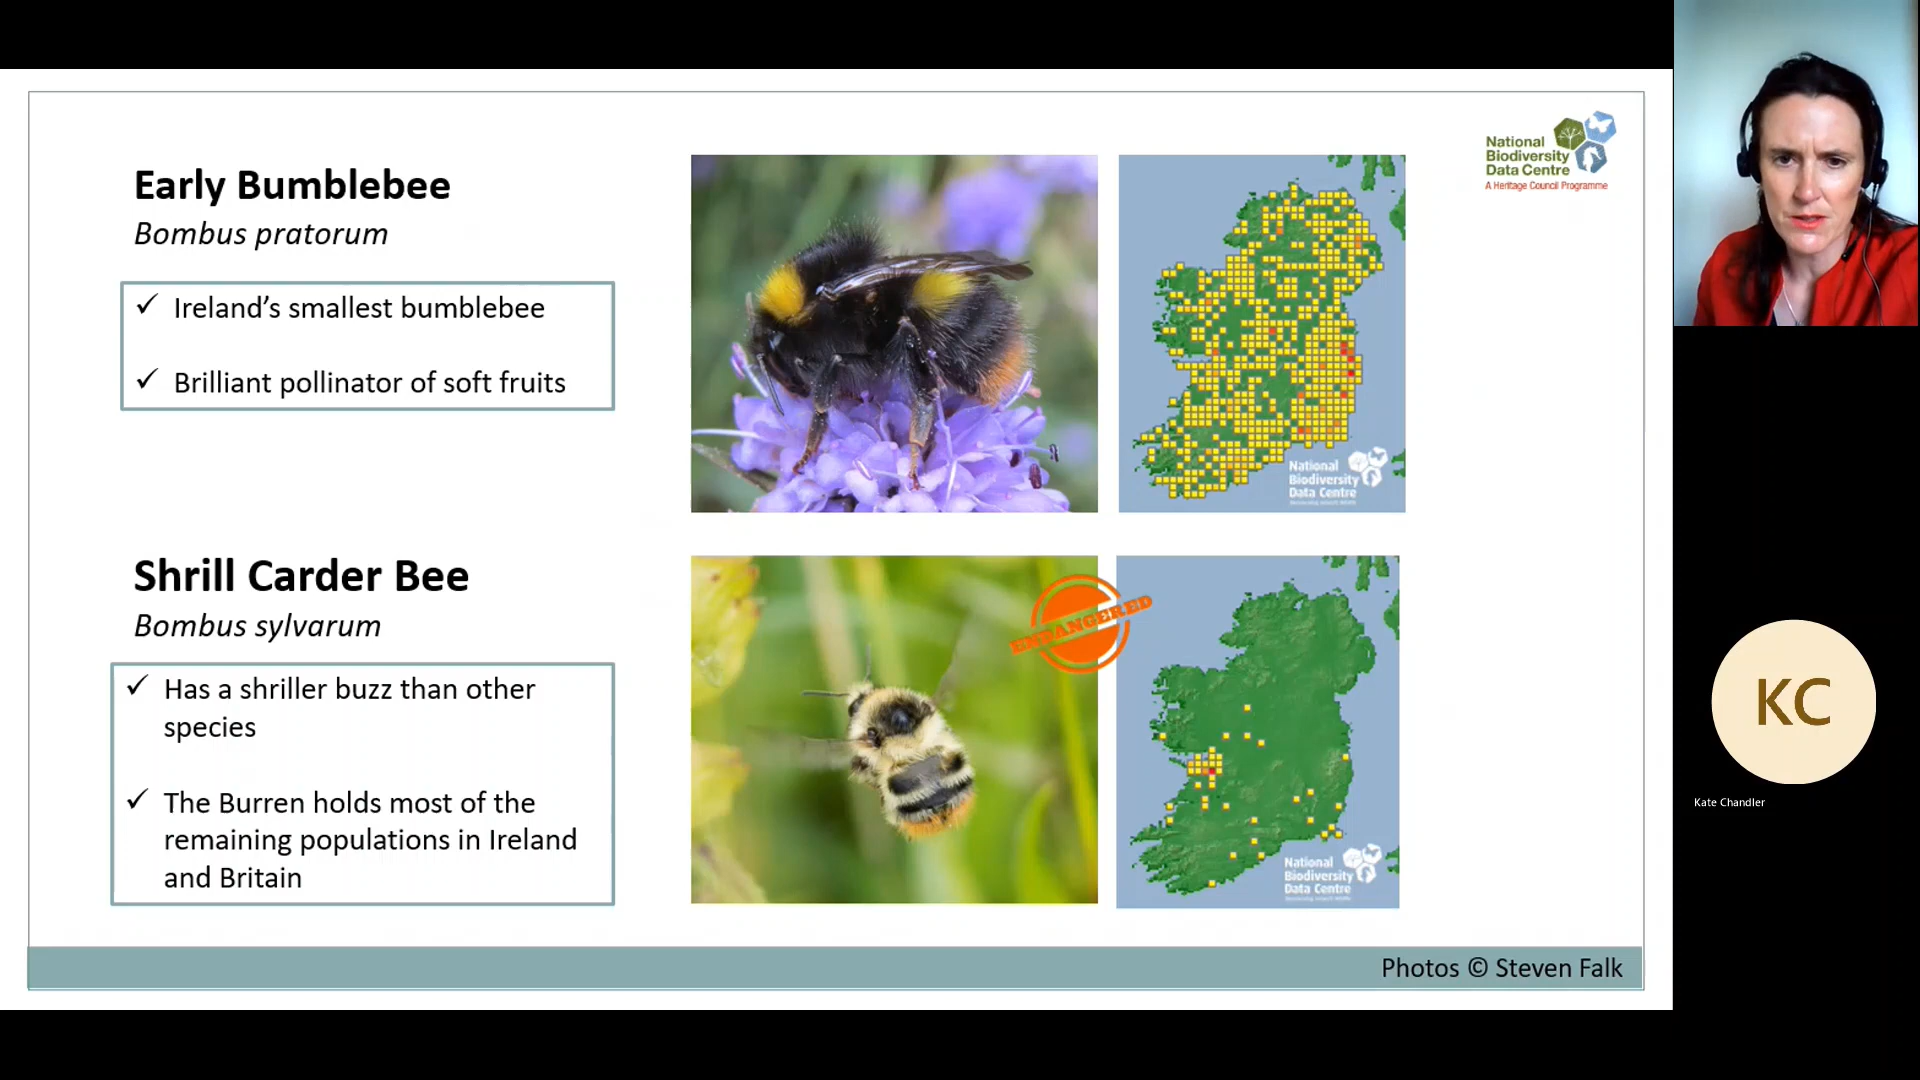 Early Bumblebee
Bombus pratorum
✓ Ireland’s smallest bumblebee
✓ Brilliant pollinator of soft fruits
National
Biodiversity
Data Centre
A Heritage Council Programme
National
Biodiversity
Data Centre
Shrill Carder Bee
Bombus sylvarum
✓ Has a shriller buzz than other
species
✓ The Burren holds most of the
remaining populations in Ireland
and Britain
ENDANGERED
National
Biodiversity
Data Centre
Photos © Steven Falk
KC
Kate Chandler